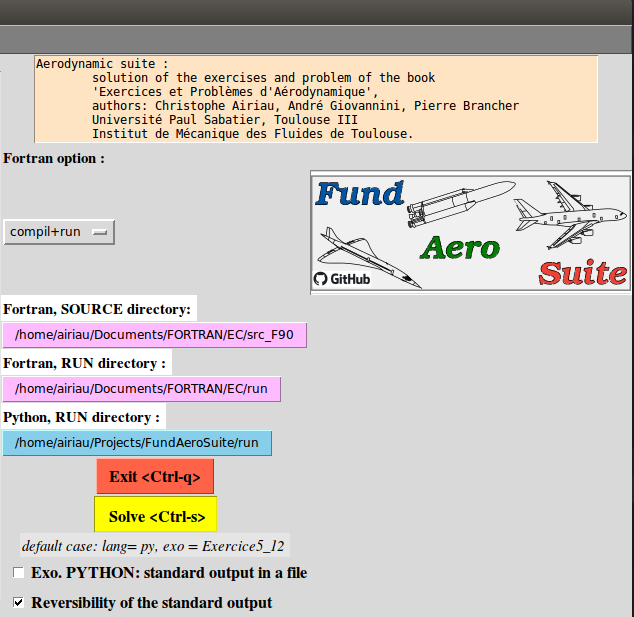 Aerodynamic suite :
solution of the exercises and problem of the book
'Exercices et Problèmes d'Aérodynamique',
authors: Christophe Airiau, André Giovannini, Pierre Brancher
Université Paul Sabatier, Toulouse III
Institut de Mécanique des Fluides de Toulouse.
Fortran option :
Fund
Aero
Suite
GitHub
compil+run
Fortran, SOURCE directory:
/home/airiau/Documents/FORTRAN/EC/src_F90
Fortran, RUN directory :
/home/airiau/Documents/FORTRAN/EC/run
Python, RUN directory :
/home/airiau/Projects/FundAeroSuite/run
Exit <Ctrl-q>
Solve <Ctrl-s>
default case: lang= py, exo = Exercice5_12
Exo. PYTHON: standard output in a file
Reversibility of the standard output